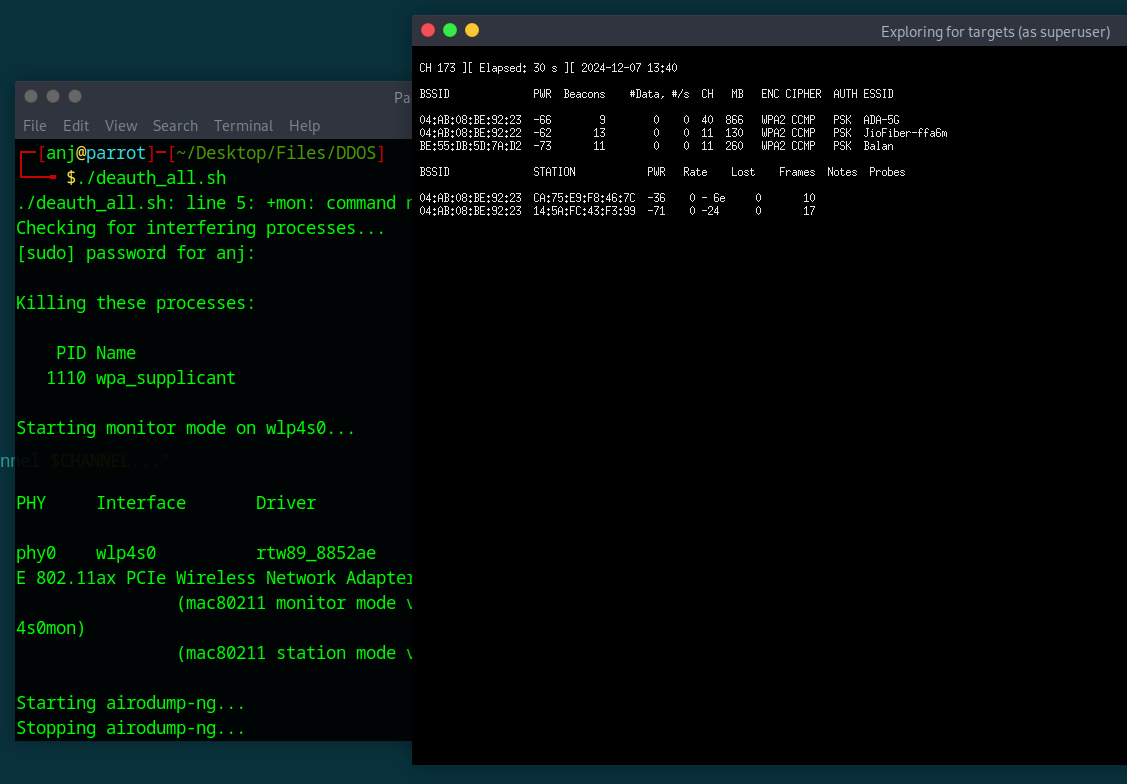 Exploring for targets (as superuser)
CH 173 ][ Elapsed: 30 s ][ 2024-12-07 13:40
BSSID PWR Beacons #Data, #/s CH MB ENC CIPHER AUTH ESSID
04:AB:08:BE:92:23 -66 9 0 0 40 866 WPA2 CCMP PSK ADA-5G
04:AB:08:BE:92:22 -62 13 0 0 11 130 WPA2 CCMP PSK JioFiber-ffa6m
BE:55:DB:5D:7A:D2 -73 11 0 0 11 260 WPA2 CCMP PSK Balan
BSSID STATION PWR Rate Lost Frames Notes Probes
04:AB:08:BE:92:23 CA:75:E9:F8:46:7C -36 0 - 6e 0 10
04:AB:08:BE:92:23 14:5A:FC:43:F3:99 -71 0 -24 0 17
Pa
File Edit View Search Terminal Help
[anj@parrot]─[~/Desktop/Files/DDOS]
$./deauth_all.sh
./deauth_all.sh: line 5: +mon: command n
Checking for interfering processes...
[sudo] password for anj:
Killing these processes:
PID Name
1110 wpa_supplicant
Starting monitor mode on wlp4s0...
nnel $CHANNEL..."
PHY Interface Driver
phy0 wlp4s0 rtw89_8852ae
E 802.11ax PCIe Wireless Network Adapter
(mac80211 monitor mode v
4s0mon)
(mac80211 station mode v
Starting airodump-ng...
Stopping airodump-ng...